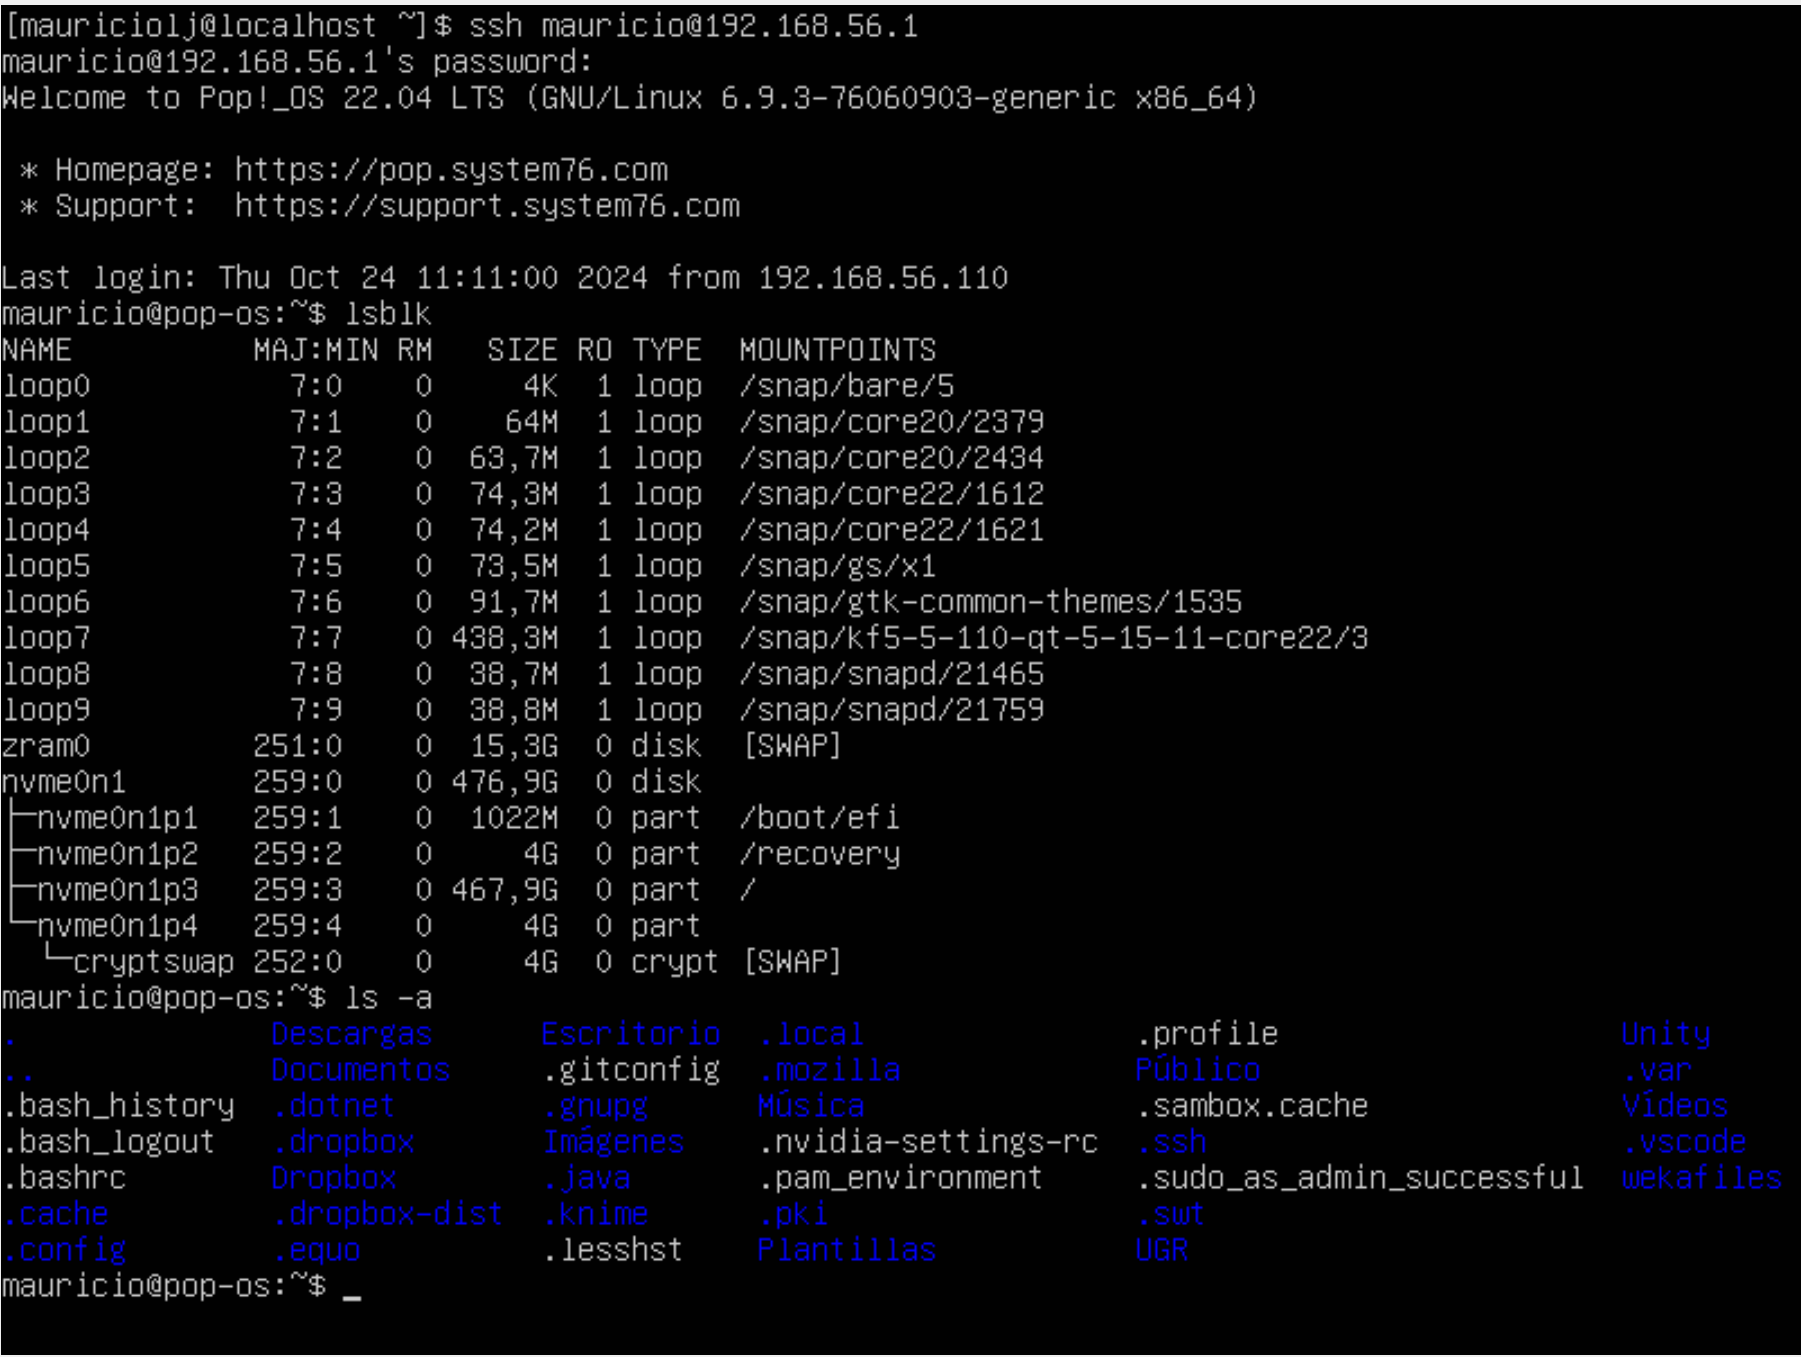 [mauriciolj@localhost ~]$ ssh mauricio@192.168.56.1
mauricio@192.168.56.1's password:
Welcome to Pop!_OS 22.04 LTS (GNU/Linux 6.9.3-76060903-generic x86_64)
* Homepage: https://pop.system76.com
* Support:  https://support.system76.com
Last login: Thu Oct 24 11:11:00 2024 from 192.168.56.110
mauricio@pop-os:~$ lsblk
NAME          MAJ:MIN RM   SIZE RO TYPE  MOUNTPOINTS
loop0           7:0    0     4K  1 loop  /snap/bare/5
loop1           7:1    0    64M  1 loop  /snap/core20/2379
loop2           7:2    0  63,7M  1 loop  /snap/core20/2434
loop3           7:3    0  74,3M  1 loop  /snap/core22/1612
loop4           7:4    0  74,2M  1 loop  /snap/core22/1621
loop5           7:5    0  73,5M  1 loop  /snap/gs/x1
loop6           7:6    0  91,7M  1 loop  /snap/gtk-common-themes/1535
loop7           7:7    0 438,3M  1 loop  /snap/kf5-5-110-qt-5-15-11-core22/3
loop8           7:8    0  38,7M  1 loop  /snap/snapd/21465
loop9           7:9    0  38,8M  1 loop  /snap/snapd/21759
zram0         251:0    0  15,3G  0 disk  [SWAP]
nvme0n1       259:0    0 476,9G  0 disk
├─nvme0n1p1   259:1    0  1022M  0 part  /boot/efi
├─nvme0n1p2   259:2    0     4G  0 part  /recovery
├─nvme0n1p3   259:3    0 467,9G  0 part  /
└─nvme0n1p4   259:4    0     4G  0 part
  └─cryptswap 252:0    0     4G  0 crypt [SWAP]
mauricio@pop-os:~$ ls -a
.              Descargas      Escritorio  .local               .profile                   Unity
..             Documentos     .gitconfig  .mozilla             Público                    .var
.bash_history  .dotnet        .gnupg      Música               .sambox.cache              Vídeos
.bash_logout   .dropbox       Imágenes    .nvidia-settings-rc  .ssh                       .vscode
.bashrc        Dropbox        .java       .pam_environment     .sudo_as_admin_successful  wekafiles
.cache         .dropbox-dist  .knime      .pki                 .swt
.config        .equo          .lesshst    Plantillas           UGR
mauricio@pop-os:~$ _